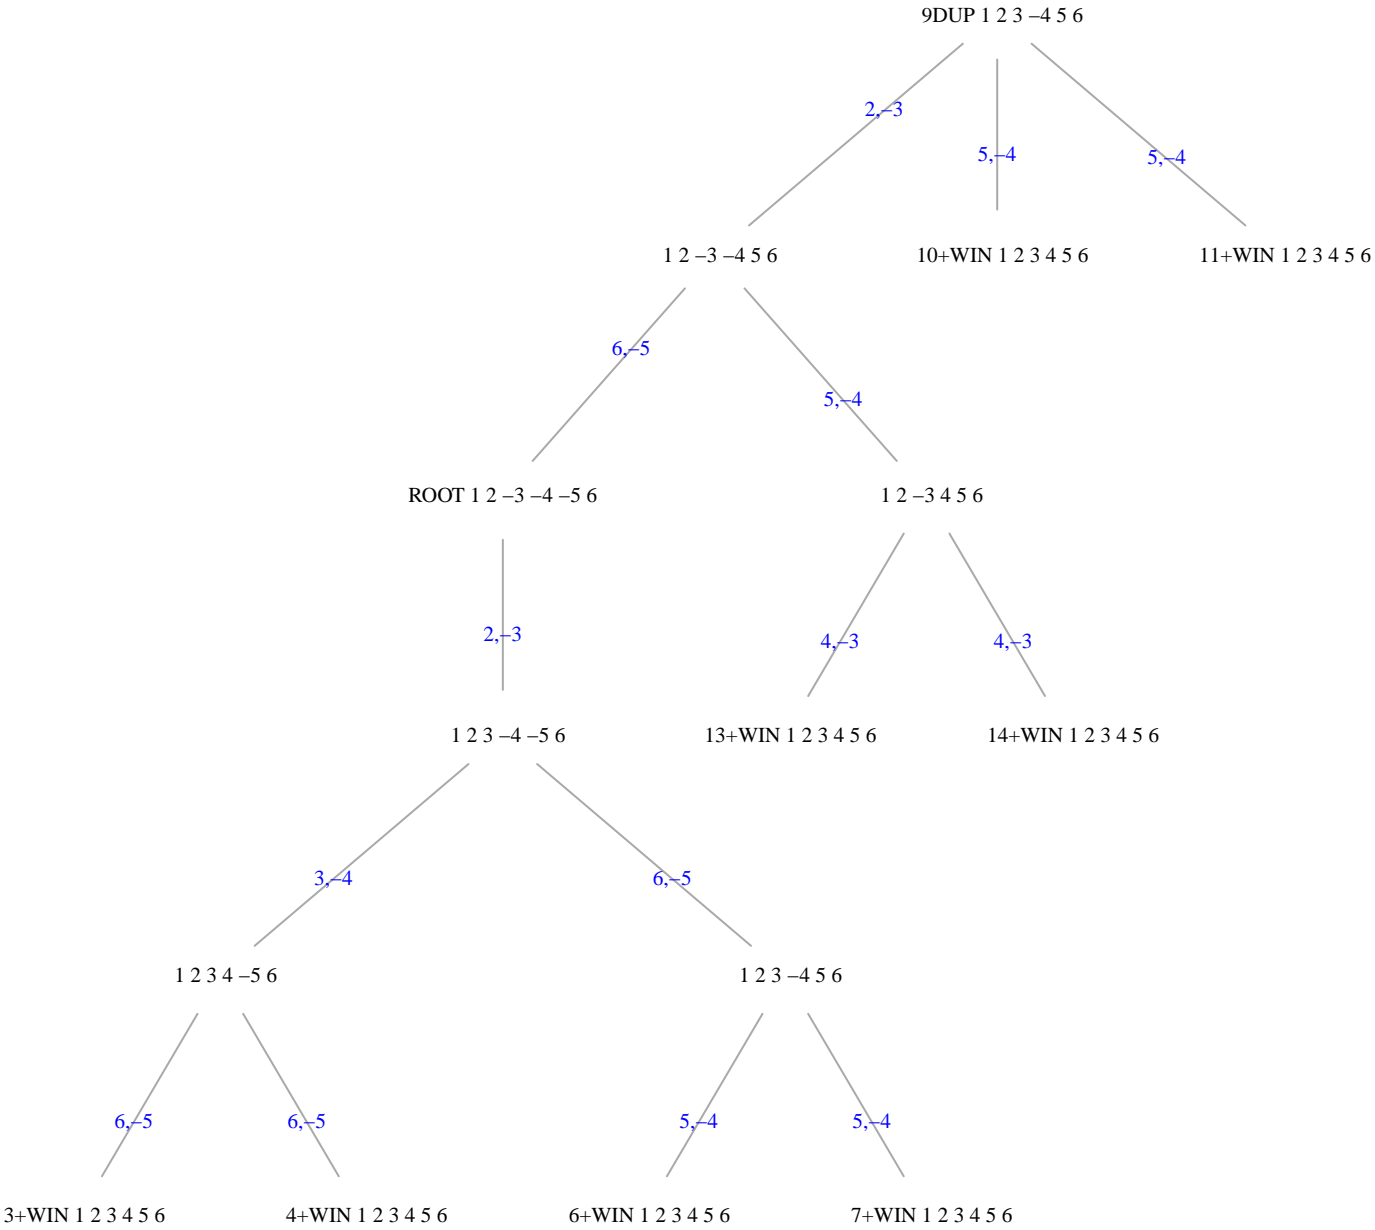 9DUP 1 2 3 –4 5 6
2,–3
5,–4
5,–4
1 2 –3 –4 5 6
10+WIN 1 2 3 4 5 6
11+WIN 1 2 3 4 5 6
6,–5
5,–4
ROOT 1 2 –3 –4 –5 6
1 2 –3 4 5 6
2,–3
4,–3
4,–3
1 2 3 –4 –5 6
13+WIN 1 2 3 4 5 6
14+WIN 1 2 3 4 5 6
3,–4
6,–5
1 2 3 4 –5 6
1 2 3 –4 5 6
6,–5
6,–5
5,–4
5,–4
3+WIN 1 2 3 4 5 6
4+WIN 1 2 3 4 5 6
6+WIN 1 2 3 4 5 6
7+WIN 1 2 3 4 5 6